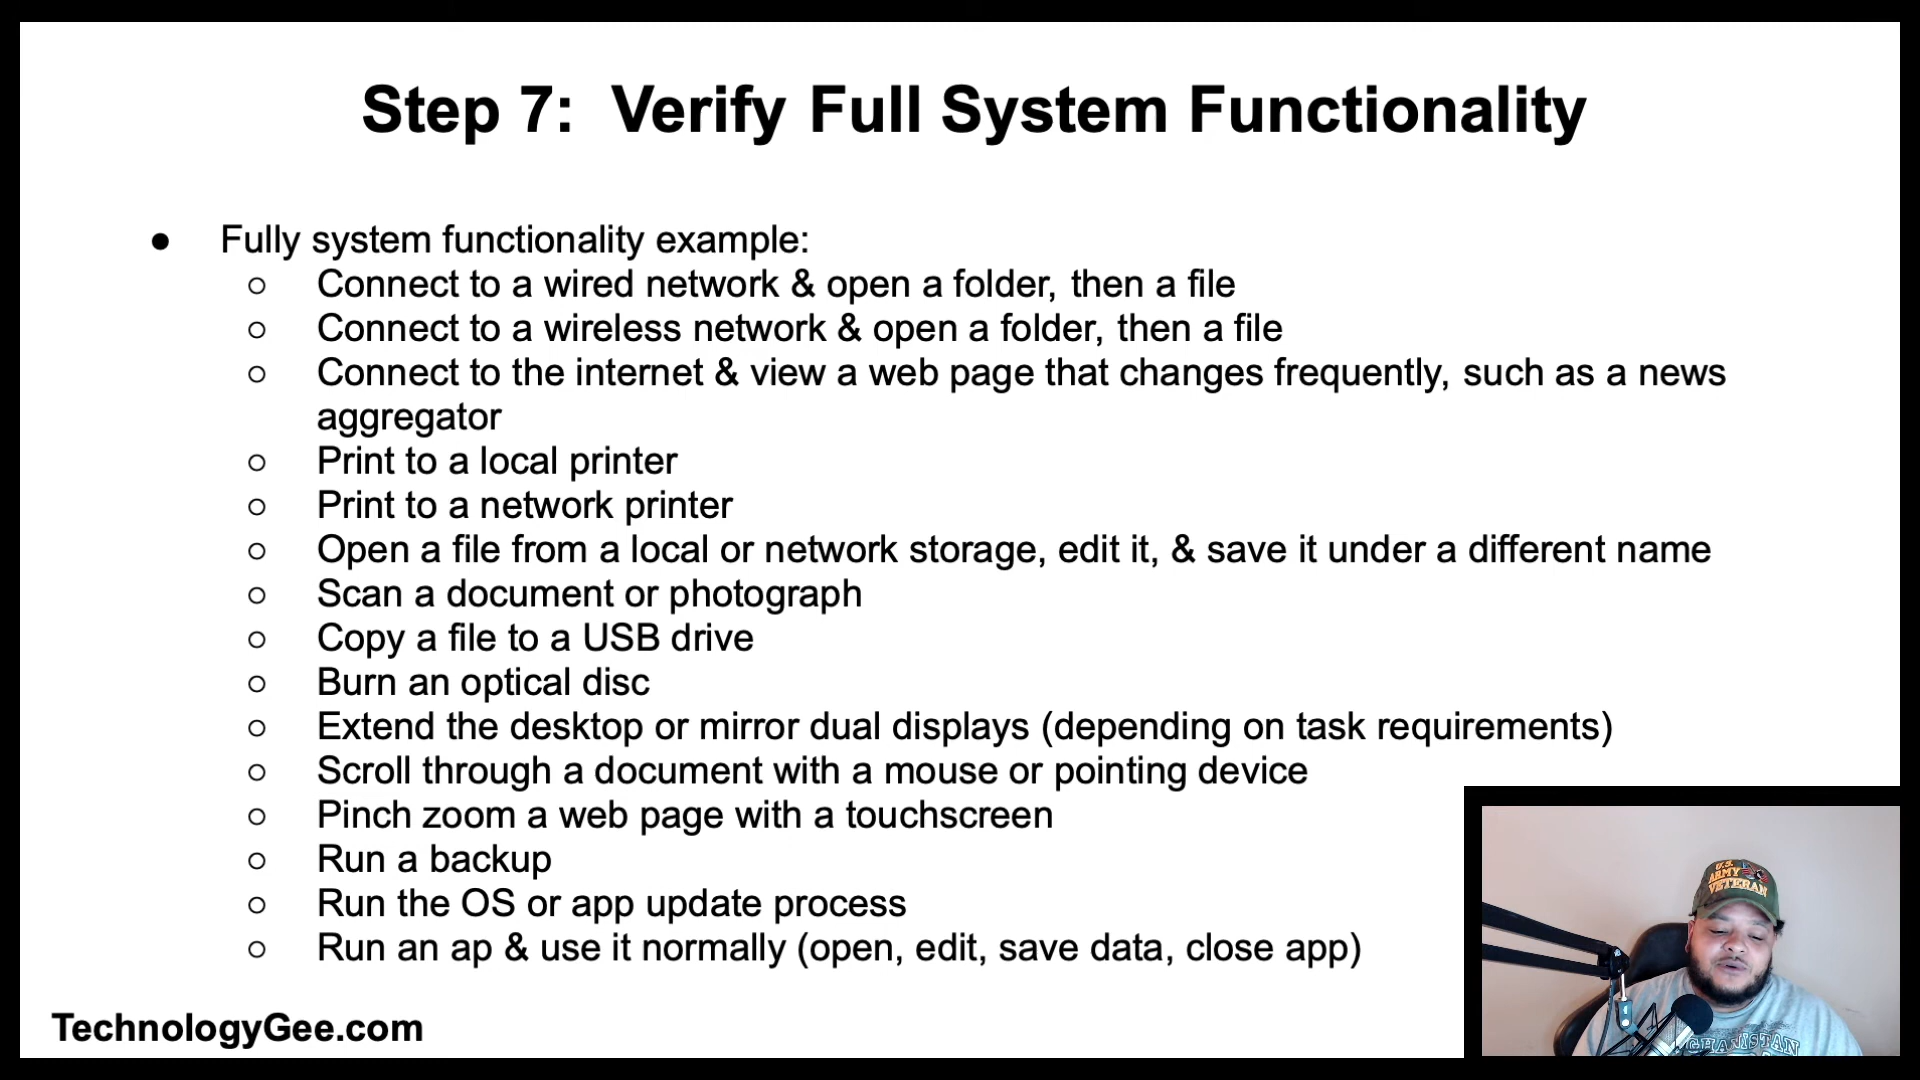 Step 7: Verify Full System Functionality
● Fully system functionality example:
○ Connect to a wired network & open a folder, then a file
○ Connect to a wireless network & open a folder, then a file
○ Connect to the internet & view a web page that changes frequently, such as a news
aggregator
○ Print to a local printer
○ Print to a network printer
○ Open a file from a local or network storage, edit it, & save it under a different name
○ Scan a document or photograph
○ Copy a file to a USB drive
○ Burn an optical disc
○ Extend the desktop or mirror dual displays (depending on task requirements)
○ Scroll through a document with a mouse or pointing device
○ Pinch zoom a web page with a touchscreen
○ Run a backup
○ Run the OS or app update process
○ Run an ap & use it normally (open, edit, save data, close app)
TechnologyGee.com
U.S.
ARMY
VETERAN